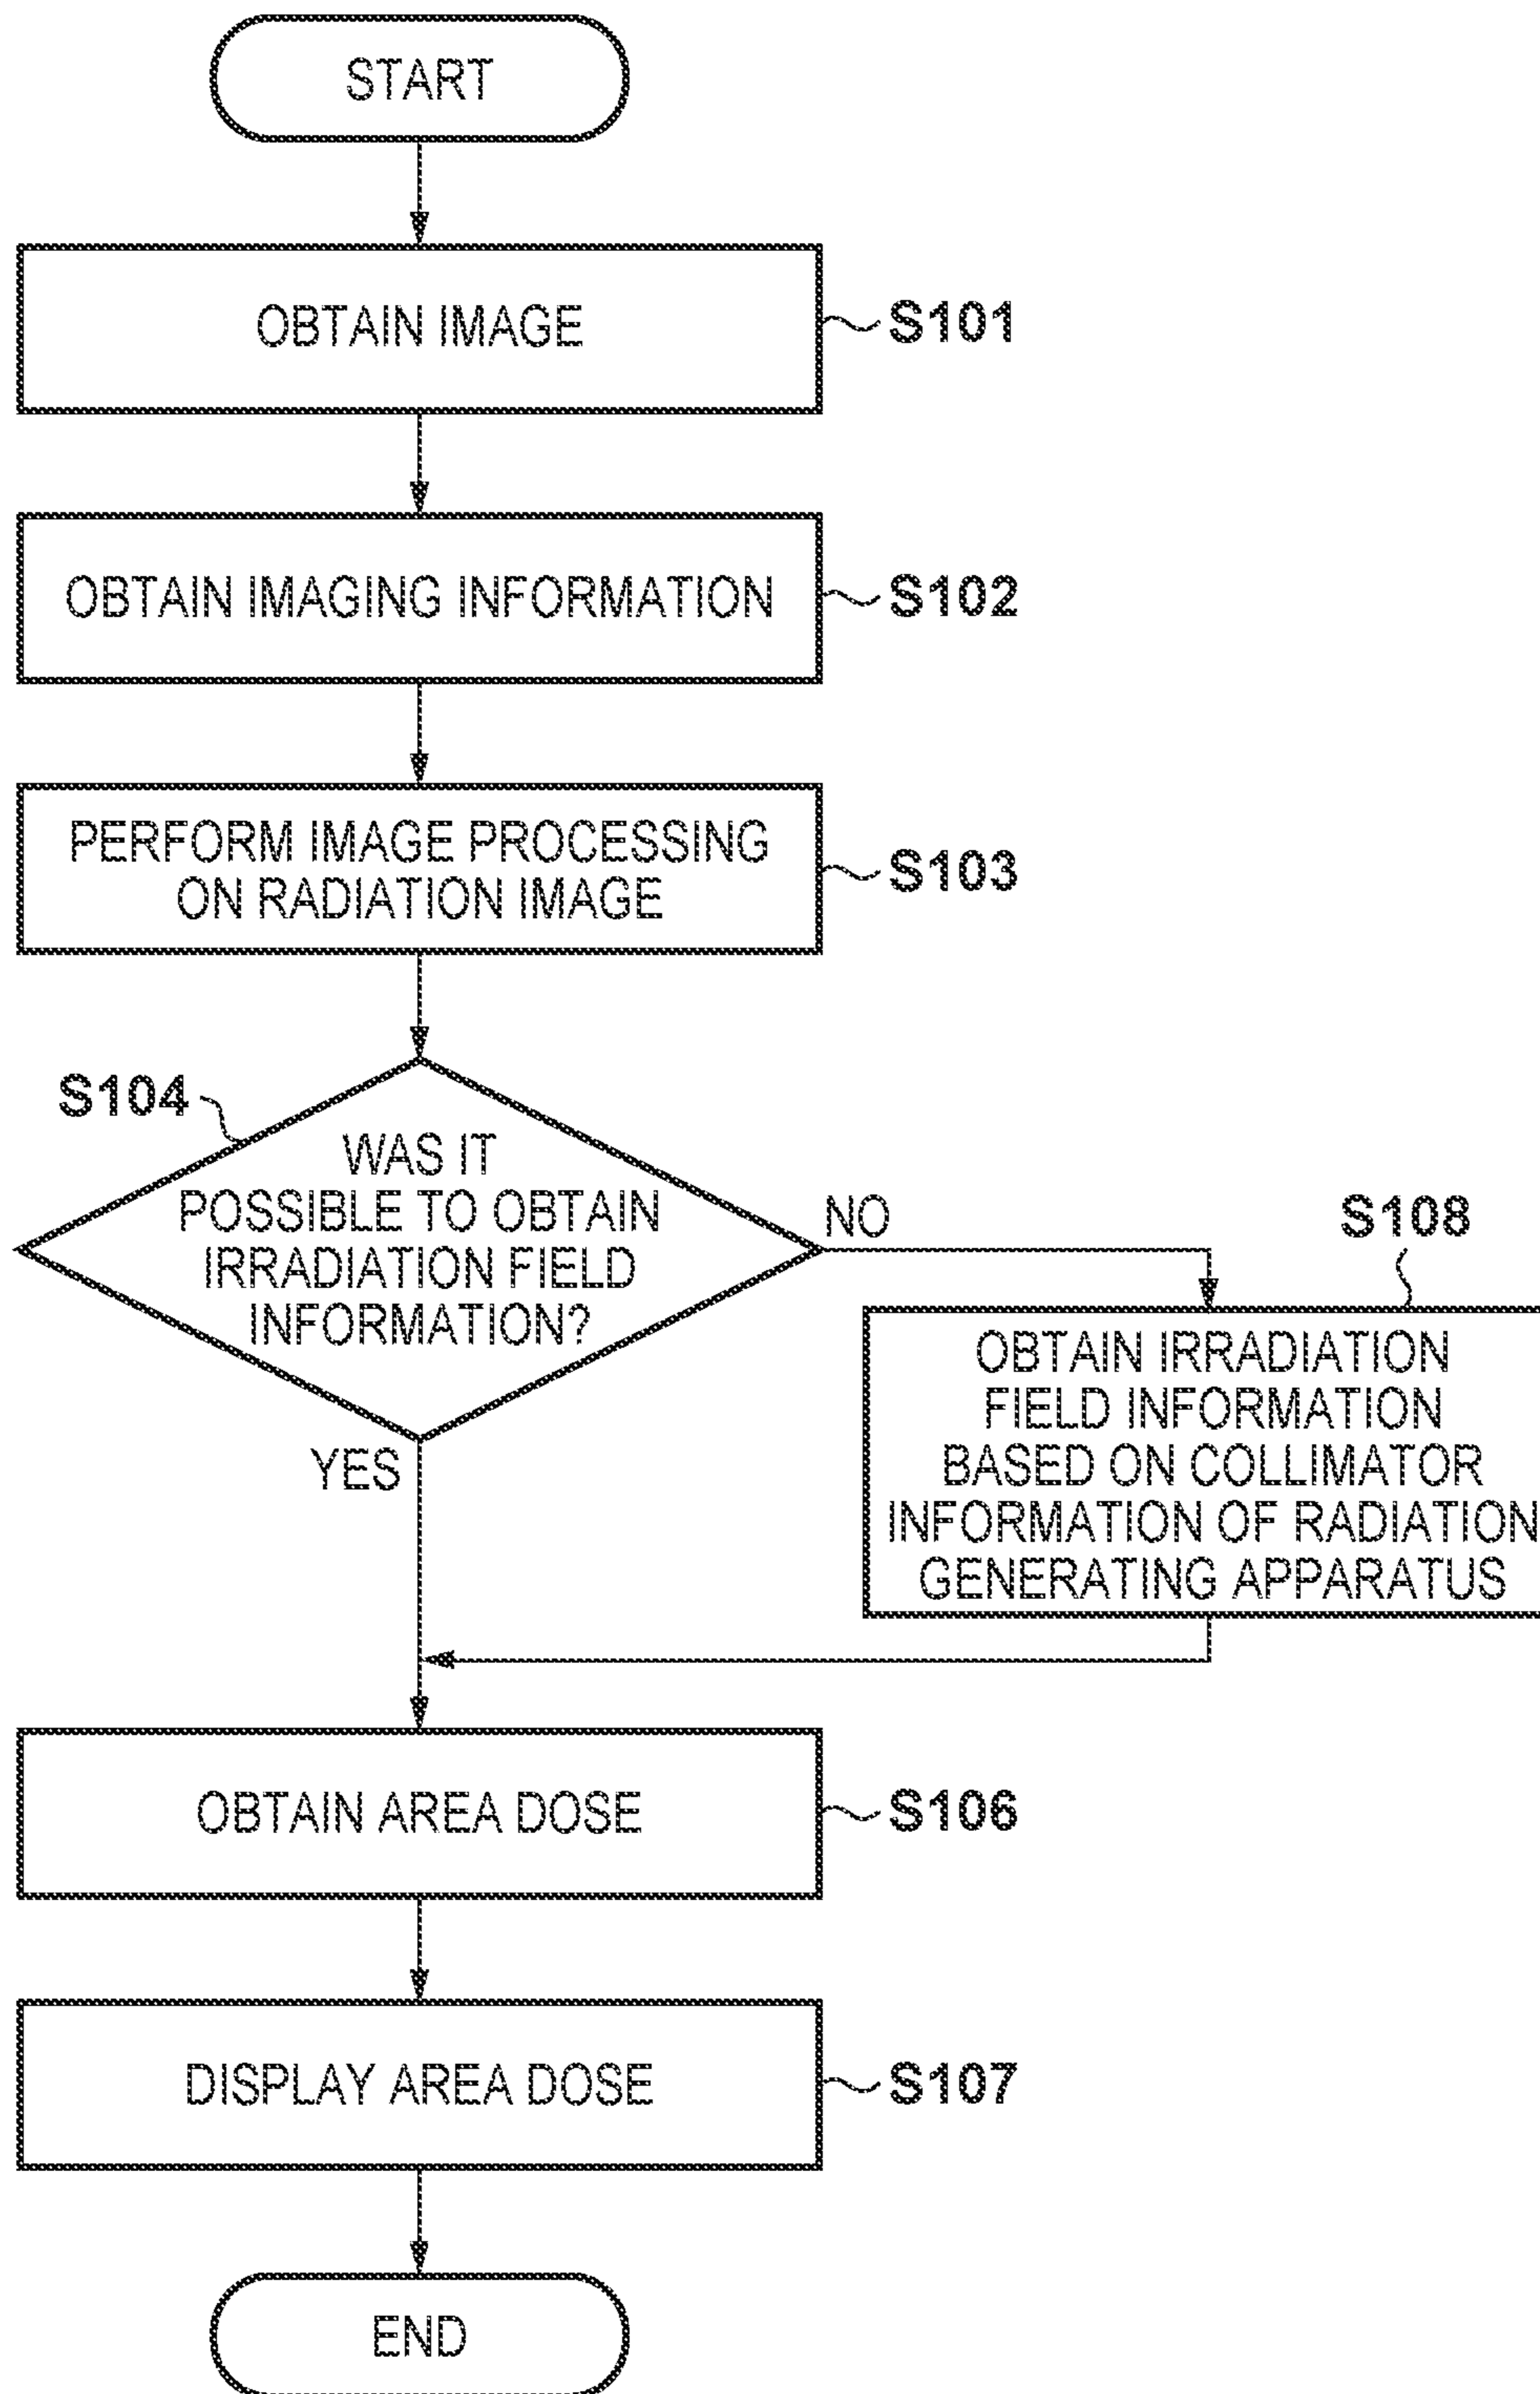 START
OBTAIN IMAGE
S101
OBTAIN IMAGING INFORMATION
S102
PERFORM IMAGE PROCESSING
ON RADIATION IMAGE
S103
S104
WAS IT
POSSIBLE TO OBTAIN
IRRADIATION FIELD
INFORMATION?
NO
YES
S108
OBTAIN IRRADIATION
FIELD INFORMATION
BASED ON COLLIMATOR
INFORMATION OF RADIATION
GENERATING APPARATUS
OBTAIN AREA DOSE
S106
DISPLAY AREA DOSE
S107
END